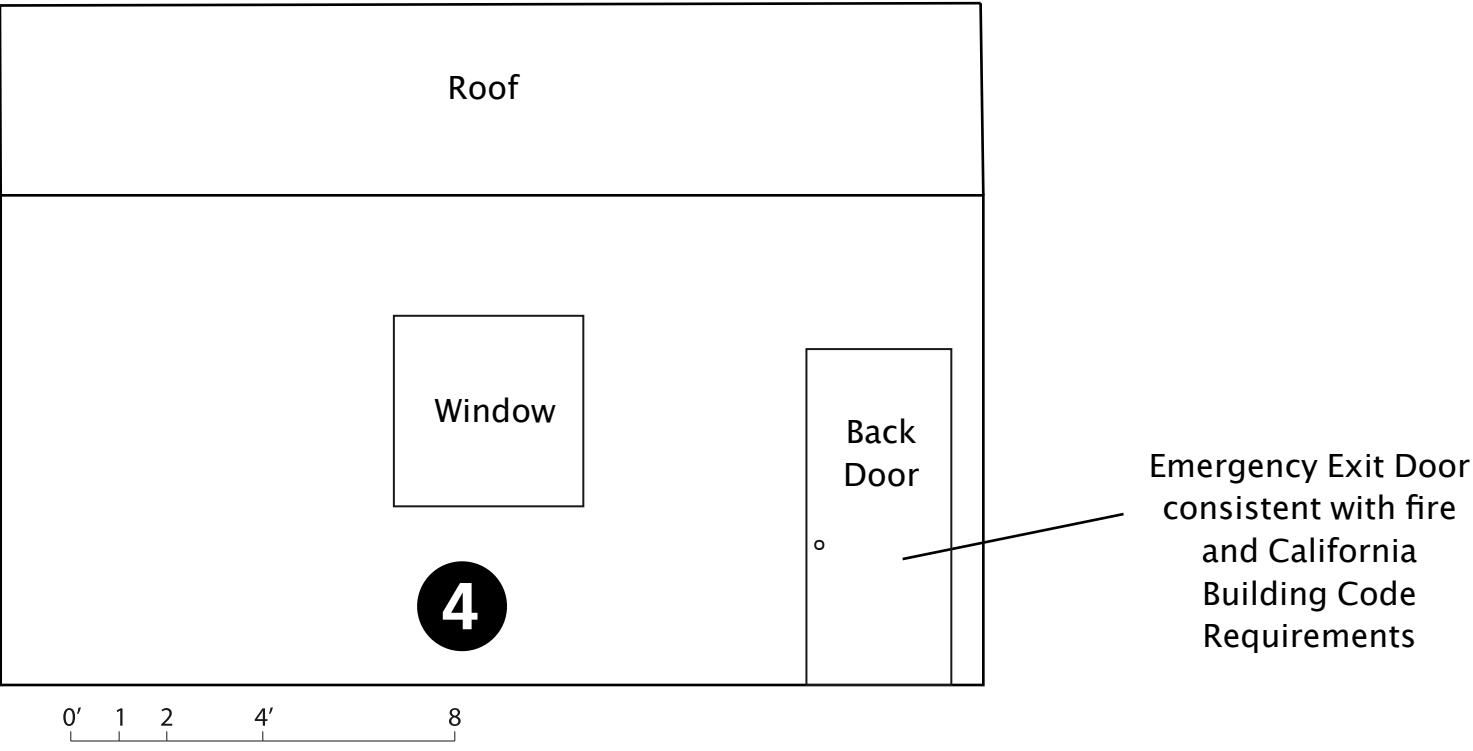 Roof
Window
Back
Door
Emergency Exit Door
consistent with fire
and California
Building Code
Requirements
4
0' 1 2 4' 8